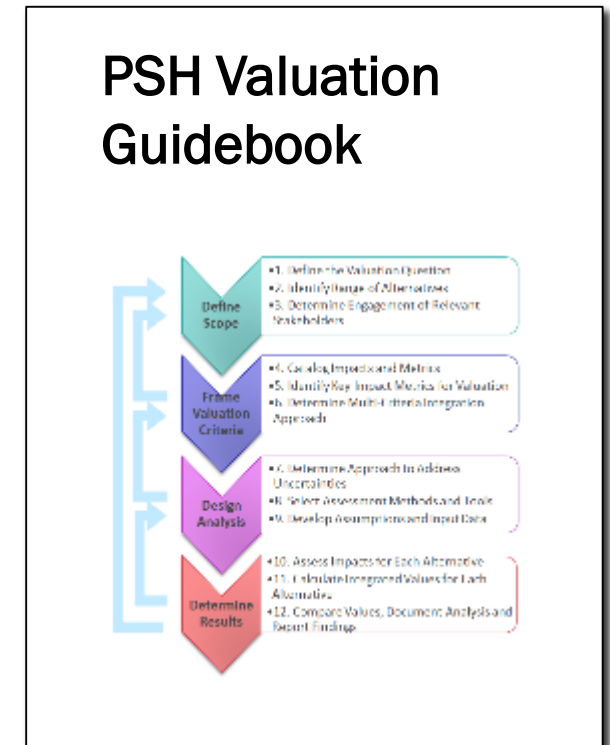 PSH Valuation
Guidebook
Define
Scope
•1. Define the Valuation Question
•2. Identify Range of Alternatives
•3. Determine Engagement of Relevant
Stakeholders
Frame
Valuation
Criteria
•4. Catalog Impacts and Metrics
•5. Identify Key Impact Metrics for Valuation
•6. Determine Multi-Criteria Integration
Approach
Design
Analysis
•7. Determine Approach to Address
Uncertainties
•8. Select Assessment Methods and Tools
•9. Develop Assumptions and Input Data
Determine
Results
•10. Assess Impacts for Each Alternative
•11. Calculate Integrated Values for Each
Alternative
•12. Compare Values, Document Analysis and
Report Findings